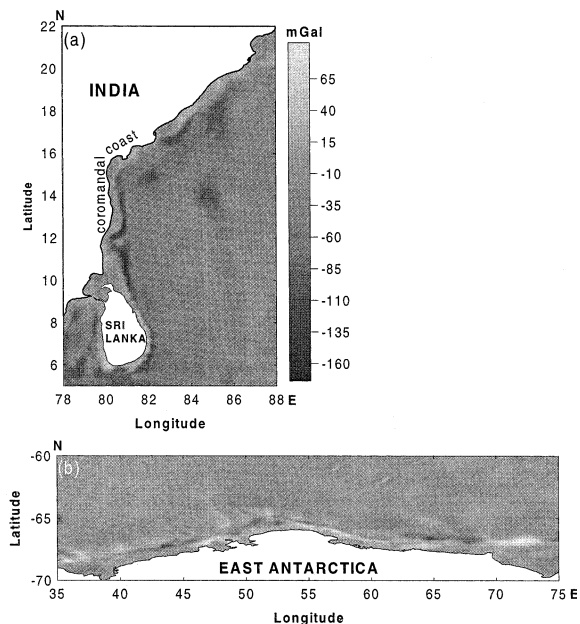 N
(a)
mGal
22
20
18
16
14
12
10
8
6
Latitude
INDIA
coromandal coast
SRI
LANKA
65
40
15
-10
-35
-60
-85
-110
-135
-160
78 80 82 84 86 88 E
Longitude
N
(b)
-60
-65
-70
Latitude
EAST ANTARCTICA
35 40 45 50 55 60 65 70 75 E
Longitude